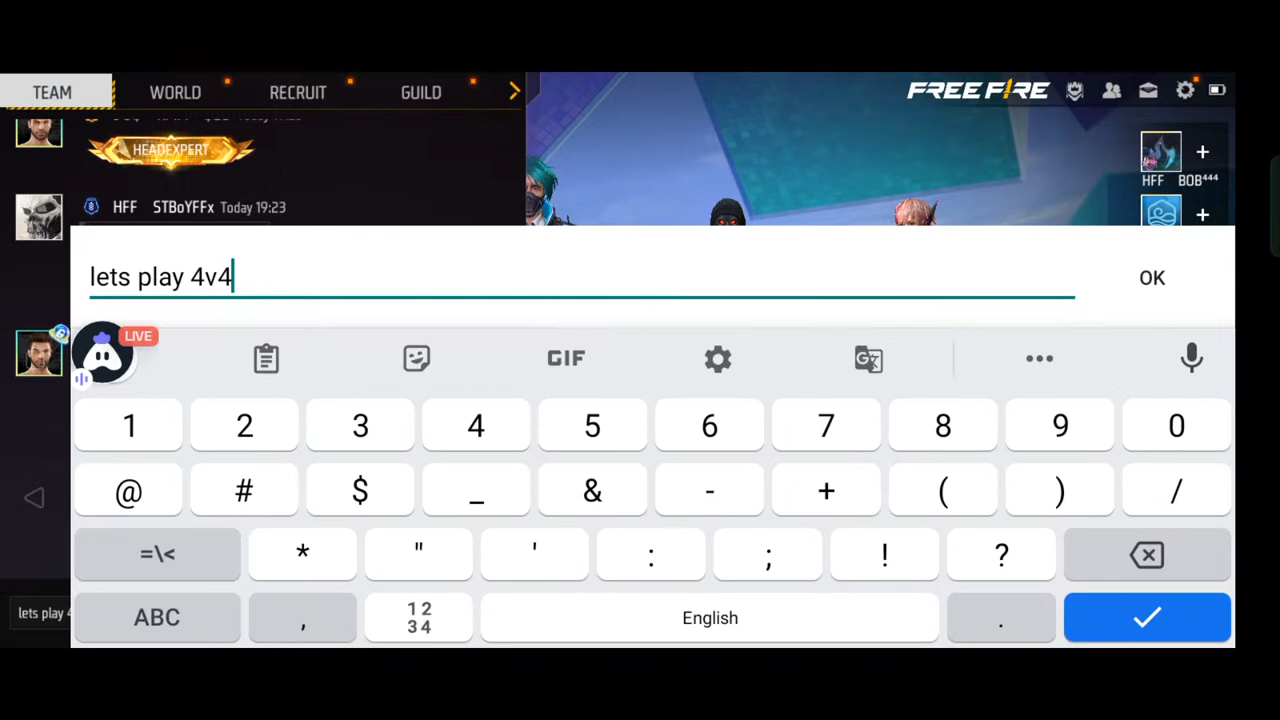 TEAM WORLD RECRUIT GUILD
FREE FIRE
HEADEXPERT
HFF STBoYFFx Today 19:23
HFF BOB⁴⁴⁴
lets play 4v4
OK
LIVE
GIF
1 2 3 4 5 6 7 8 9 0
@ # $ _ & - + ( ) /
=\< * " ' : ; ! ?
ABC , 12 English .
34
lets play 4